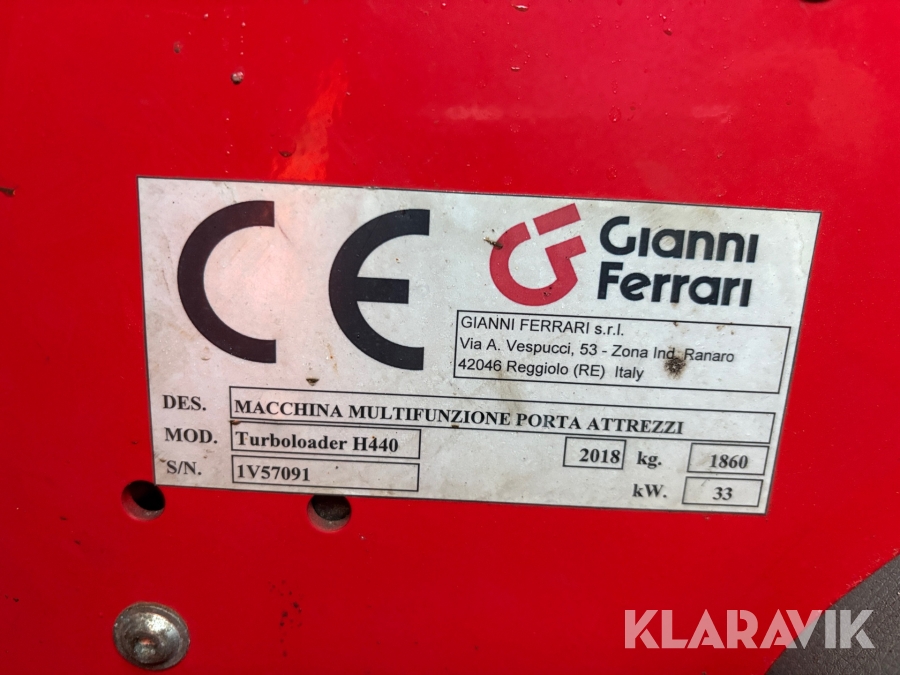 CE
Gianni
Ferrari
GIANNI FERRARI s.r.l.
Via A. Vespucci, 53 - Zona Ind. Ranaro
42046 Reggiolo (RE) Italy
DES. MACCHINA MULTIFUNZIONE PORTA ATTREZZI
MOD. Turboloader H440 2018 kg. 1860
S/N. 1V57091 kW. 33
KLARAVIK